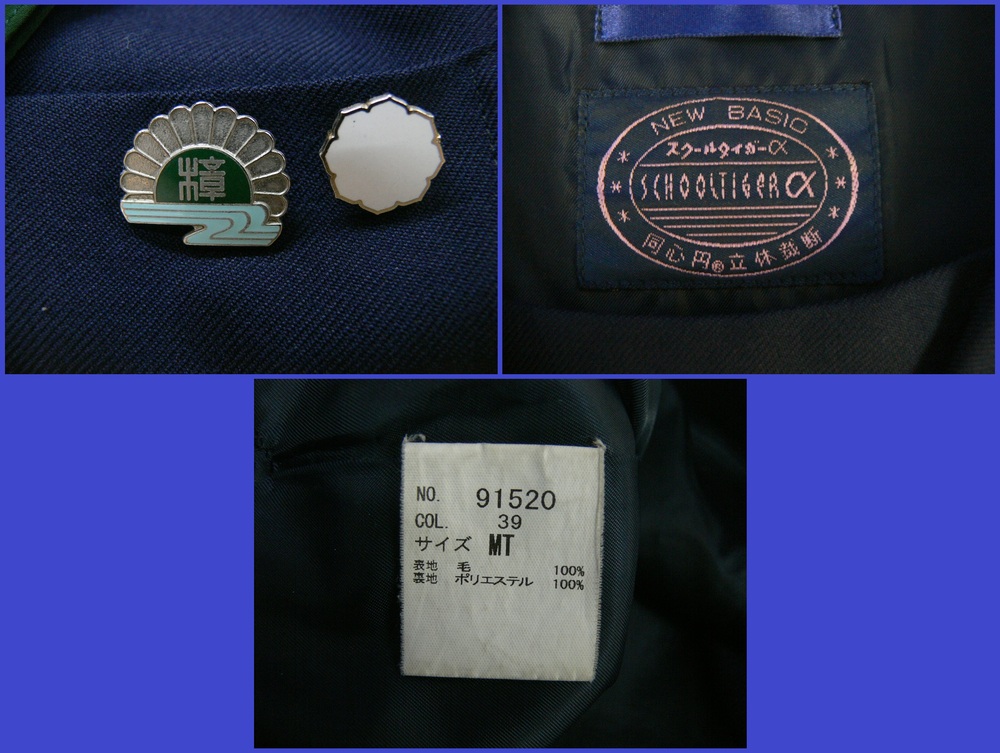 NEW BASIC
スクールタイガーα
SCHOOLTIGER α
同心円®立体裁断
NO. 91520
COL. 39
サイズ MT
表地 毛 100%
裏地 ポリエステル 100%